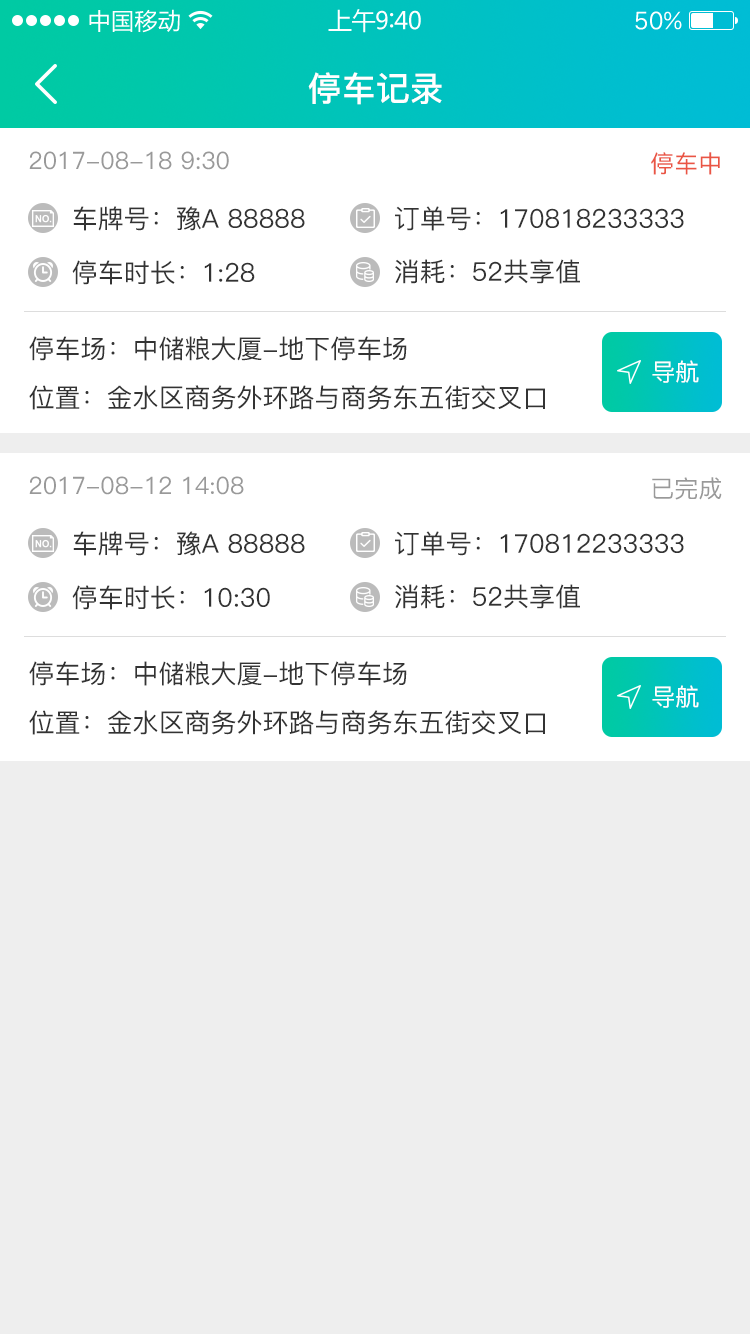 中国移动 上午9:40 50%
停车记录
2017-08-18 9:30 停车中
NO. 车牌号：豫A 88888 订单号：170818233333
停车时长：1:28 消耗：52共享值
停车场：中储粮大厦-地下停车场
导航
位置：金水区商务外环路与商务东五街交叉口
2017-08-12 14:08 已完成
NO. 车牌号：豫A 88888 订单号：170812233333
停车时长：10:30 消耗：52共享值
停车场：中储粮大厦-地下停车场
导航
位置：金水区商务外环路与商务东五街交叉口